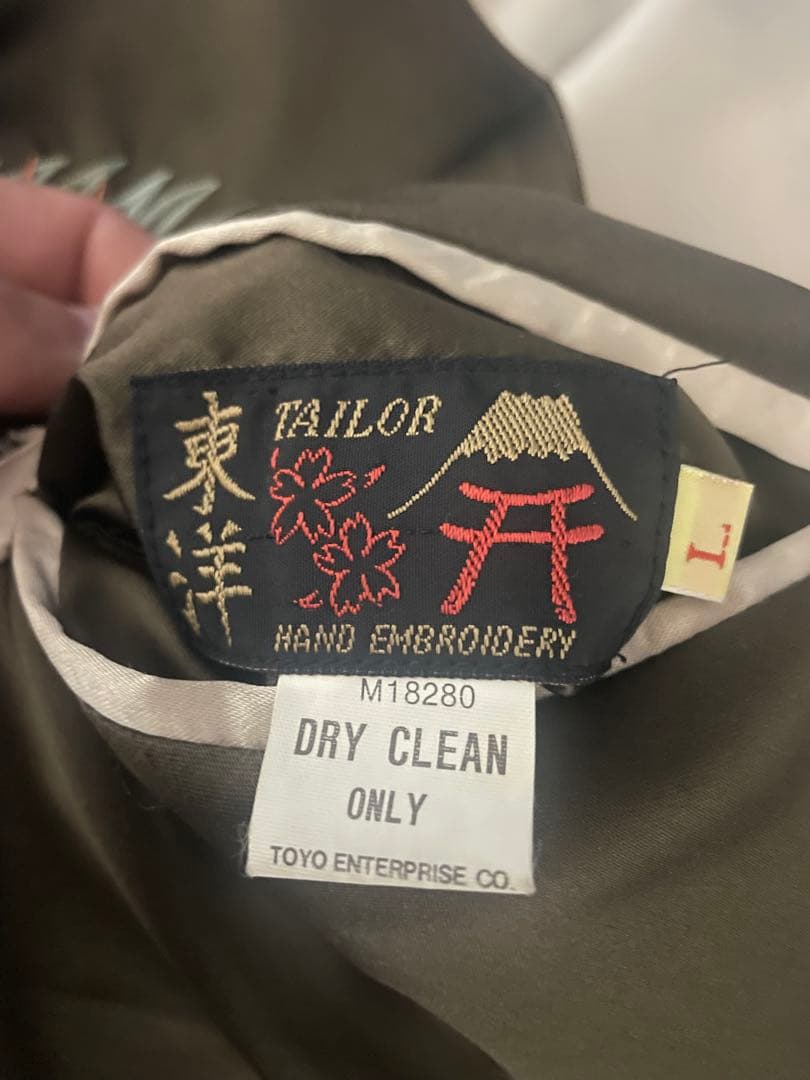 東洋
TAILOR
HAND EMBROIDERY
L
M18280
DRY CLEAN
ONLY
TOYO ENTERPRISE CO.